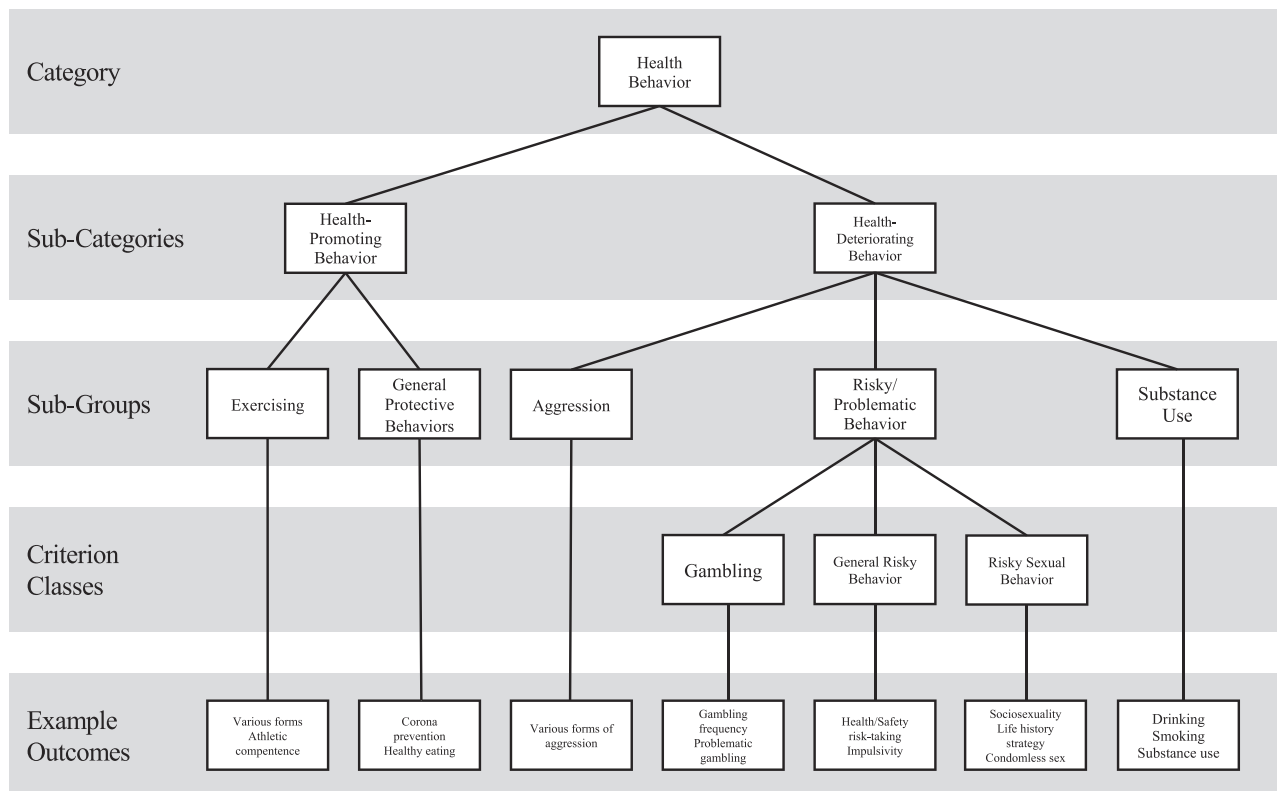 Category
Health
Behavior
Sub-Categories
Health-
Promoting
Behavior
Health-
Deteriorating
Behavior
Sub-Groups
Exercising
General
Protective
Behaviors
Aggression
Risky/
Problematic
Behavior
Substance
Use
Criterion
Classes
Gambling
General Risky
Behavior
Risky Sexual
Behavior
Example
Outcomes
Various forms
Athletic
compentence
Corona
prevention
Healthy eating
Various forms of
aggression
Gambling
frequency
Problematic
gambling
Health/Safety
risk-taking
Impulsivity
Sociosexuality
Life history
strategy
Condomless sex
Drinking
Smoking
Substance use